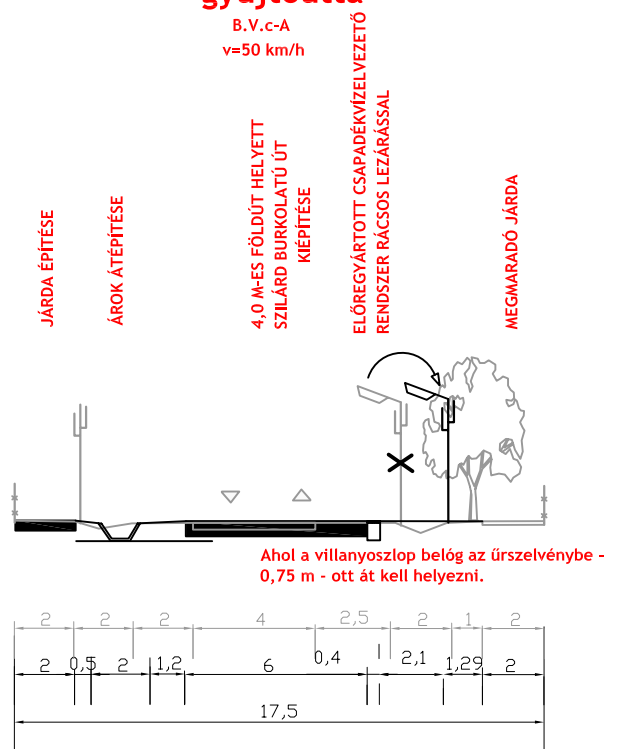 B.V.c-A
v=50 km/h
JÁRDA ÉPÍTÉSE
ÁROK ÁTÉPÍTÉSE
4,0 M-ES FÖLDÚT HELYETT
SZILÁRD BURKOLATÚ ÚT
KIÉPÍTÉSE
ELŐREGYÁRTOTT CSAPADÉKVÍZELVEZETŐ
RENDSZER RÁCSOS LEZÁRÁSSAL
MEGMARADÓ JÁRDA
Ahol a villanyoszlop belóg az űrszelvénybe -
0,75 m - ott át kell helyezni.
2 2 2 4 2,5 2 1 2
2 0,5 2 1,2 6 0,4 2,1 1,29 2
17,5